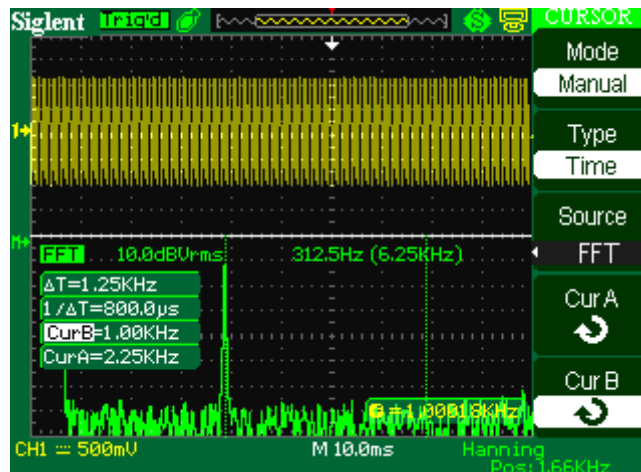 Siglent Trig'd CURSOR
Mode
Manual
Type
Time
Source
FFT
Cur A
Cur B
1
M
FFT 10.0dBVrms 312.5Hz (6.25KHz)
ΔT=1.25KHz
1/ΔT=800.0µs
CurB=1.00KHz
CurA=2.25KHz
=1.00018KHz
CH1 500mV M 10.0ms Hanning
Pos: 1.66KHz